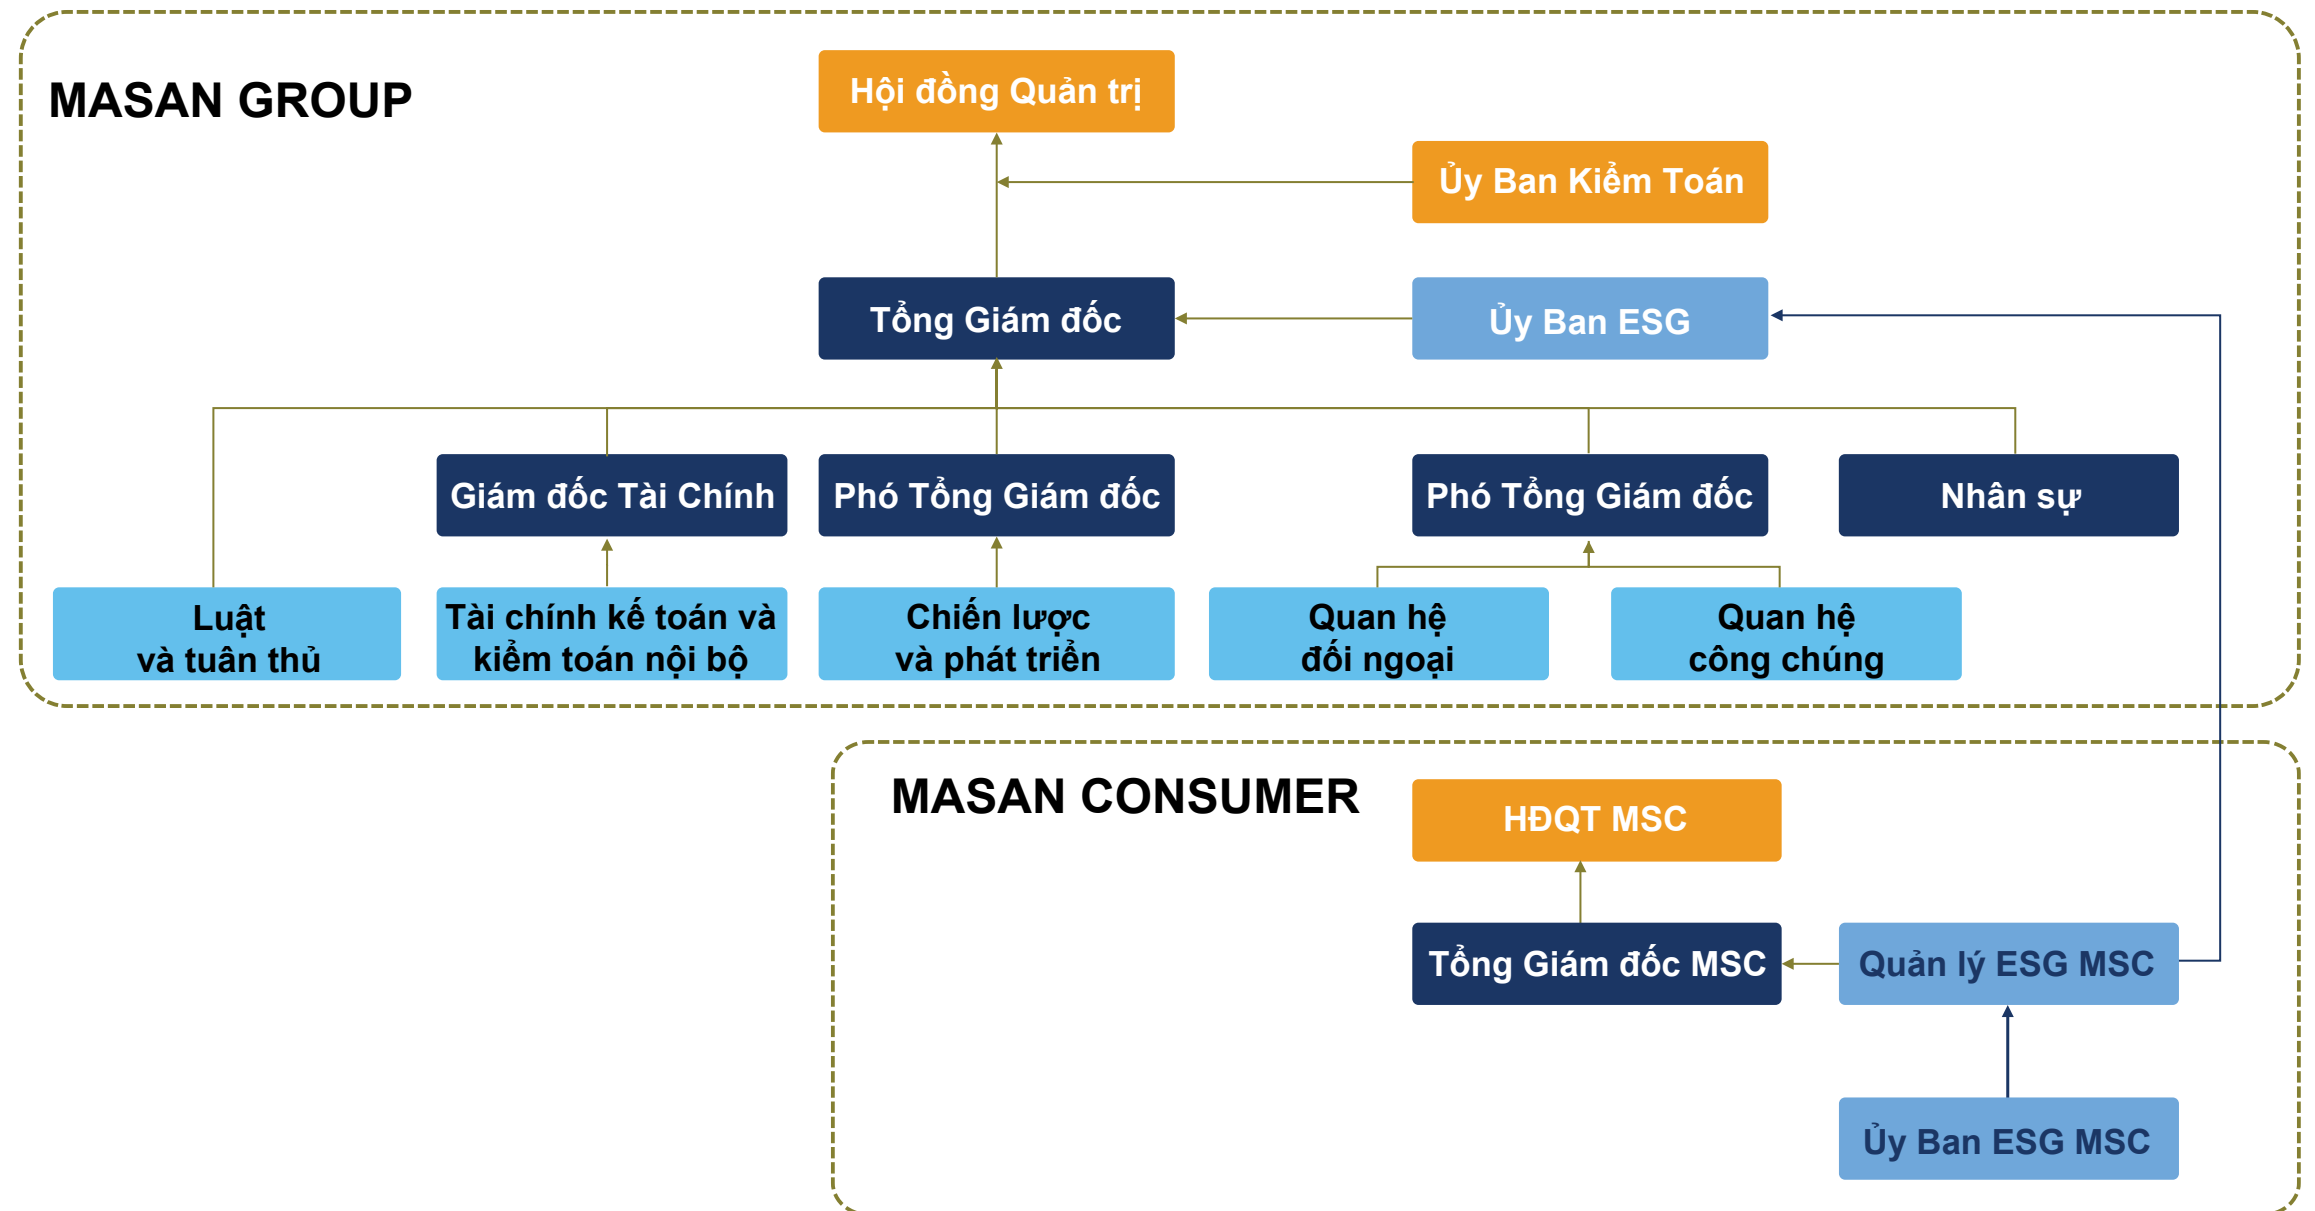 MASAN GROUP
Hội đồng Quản trị
Ủy Ban Kiểm Toán
Tổng Giám đốc
Ủy Ban ESG
Giám đốc Tài Chính
Phó Tổng Giám đốc
Phó Tổng Giám đốc
Nhân sự
Luật
và tuân thủ
Tài chính kế toán và
kiểm toán nội bộ
Chiến lược
và phát triển
Quan hệ
đối ngoại
Quan hệ
công chúng
MASAN CONSUMER
HĐQT MSC
Tổng Giám đốc MSC
Quản lý ESG MSC
Ủy Ban ESG MSC